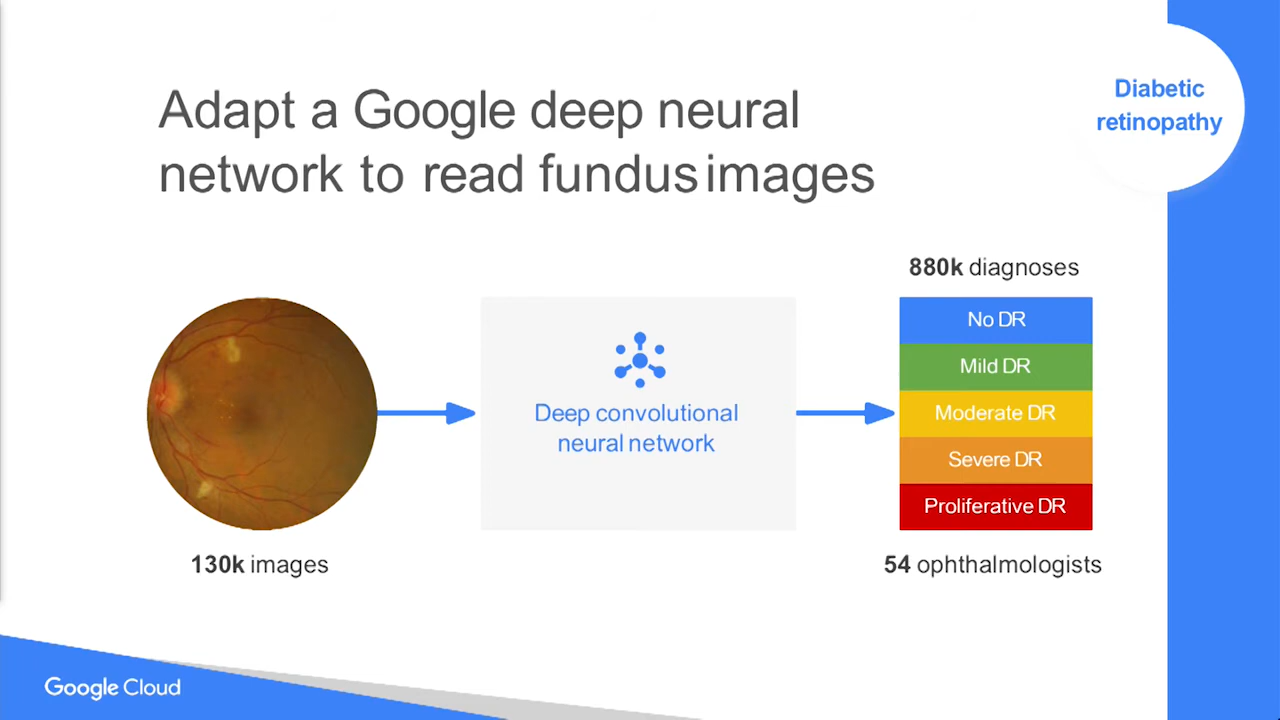 Adapt a Google deep neural
network to read fundus images
Diabetic
retinopathy
880k diagnoses
No DR
Mild DR
Moderate DR
Severe DR
Proliferative DR
Deep convolutional
neural network
130k images
54 ophthalmologists
Google Cloud